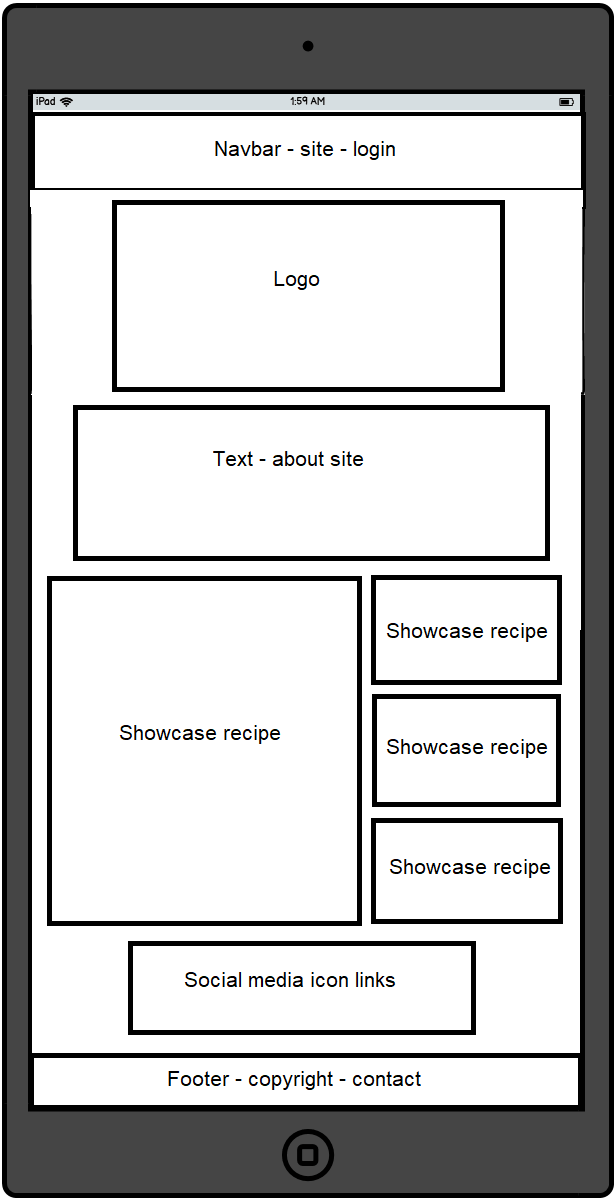 iPad 1:59 AM
Navbar - site - login
Logo
Text - about site
Showcase recipe
Showcase recipe
Showcase recipe
Showcase recipe
Social media icon links
Footer - copyright - contact